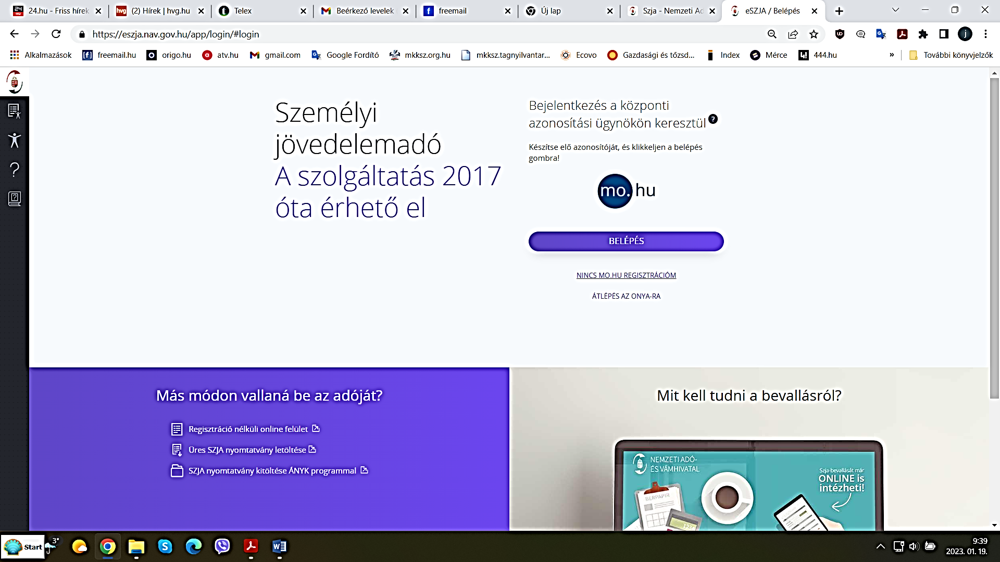 24.hu - Friss hírek
(2) Hírek | hvg.hu
Telex
Beérkező levelek
freemail
Új lap
Szja - Nemzeti Ad
eSZJA / Belépés
https://eszja.nav.gov.hu/app/login/#login
Alkalmazások
freemail.hu
origo.hu
atv.hu
gmail.com
Google Fordító
mkksz.org.hu
mkksz.tagnyilvantar...
Ecovo
Gazdasági és tőzsd...
Index
Mérce
444.hu
»
További könyvjelzők
Személyi
jövedelemadó
A szolgáltatás 2017
óta érhető el
Bejelentkezés a központi
azonosítási ügynökön keresztül
Készítse elő azonosítóját, és klikkeljen a belépés
gombra!
mo.hu
BELÉPÉS
NINCS MO.HU REGISZTRÁCIÓM
ÁTLÉPÉS AZ ONYA-RA
Más módon vallaná be az adóját?
Regisztráció nélküli online felület
Üres SZJA nyomtatvány letöltése
SZJA nyomtatvány kitöltése ÁNYK programmal
Mit kell tudni a bevallásról?
NEMZETI ADÓ-
ÉS VÁMHIVATAL
Szja-bevallását már
ONLINE is
intézheti!
BÉRPAPÍR
Start
3°
9:39
2023. 01. 19.